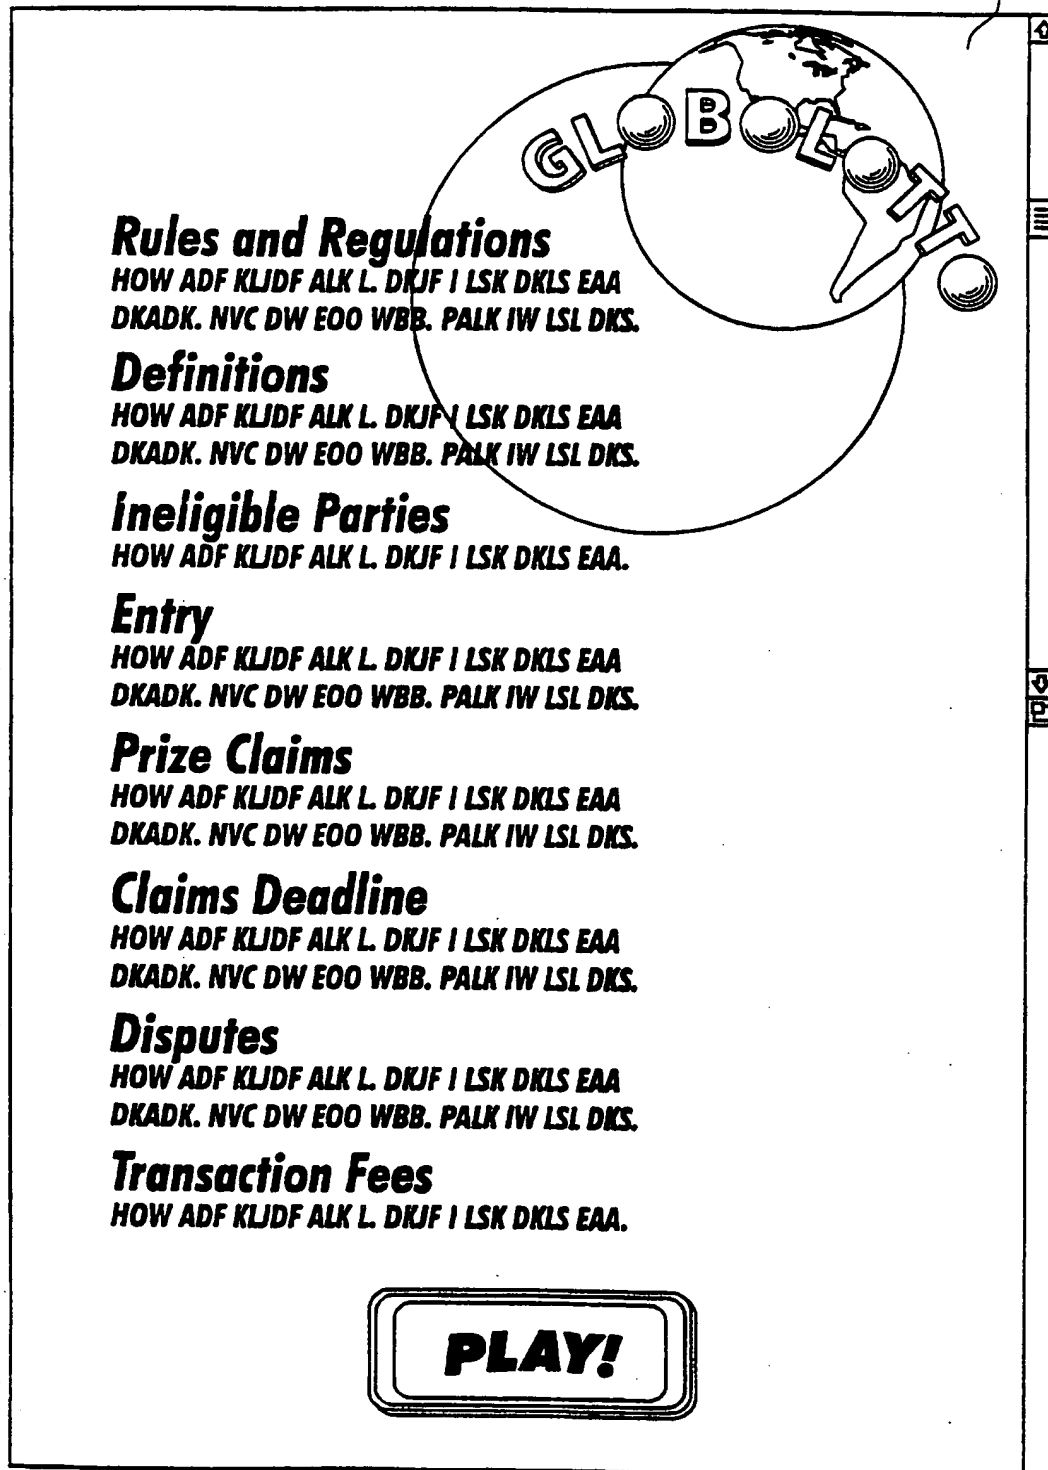 GLOBOLOTTO
Rules and Regulations
HOW ADF KLJDF ALK L. DKJF I LSK DKLS EAA
DKADK. NVC DW EOO WBB. PALK IW LSL DKS.
Definitions
HOW ADF KLJDF ALK L. DKJF I LSK DKLS EAA
DKADK. NVC DW EOO WBB. PALK IW LSL DKS.
Ineligible Parties
HOW ADF KLJDF ALK L. DKJF I LSK DKLS EAA.
Entry
HOW ADF KLJDF ALK L. DKJF I LSK DKLS EAA
DKADK. NVC DW EOO WBB. PALK IW LSL DKS.
Prize Claims
HOW ADF KLJDF ALK L. DKJF I LSK DKLS EAA
DKADK. NVC DW EOO WBB. PALK IW LSL DKS.
Claims Deadline
HOW ADF KLJDF ALK L. DKJF I LSK DKLS EAA
DKADK. NVC DW EOO WBB. PALK IW LSL DKS.
Disputes
HOW ADF KLJDF ALK L. DKJF I LSK DKLS EAA
DKADK. NVC DW EOO WBB. PALK IW LSL DKS.
Transaction Fees
HOW ADF KLJDF ALK L. DKJF I LSK DKLS EAA.
PLAY!